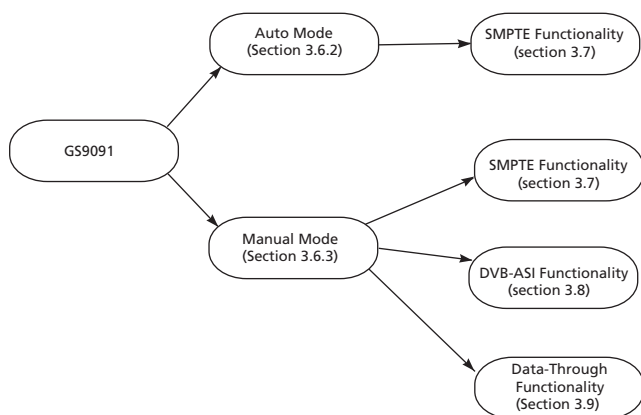 Auto Mode
(Section 3.6.2)
SMPTE Functionality
(section 3.7)
GS9091
SMPTE Functionality
(section 3.7)
Manual Mode
(Section 3.6.3)
DVB-ASI Functionality
(section 3.8)
Data-Through
Functionality
(Section 3.9)